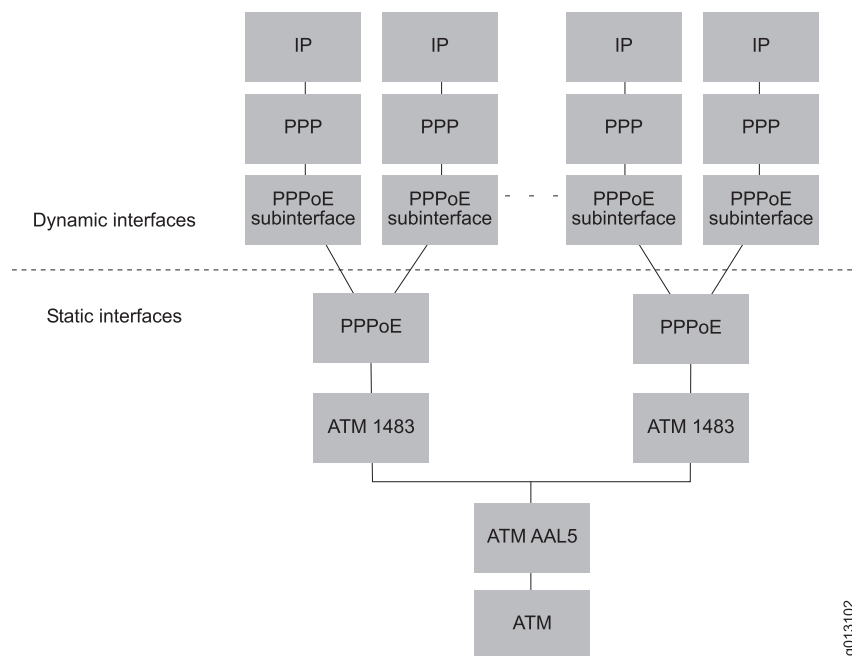 IP
IP
IP
IP
PPP
PPP
PPP
PPP
PPPoE
subinterface
PPPoE
subinterface
PPPoE
subinterface
PPPoE
subinterface
Dynamic interfaces
Static interfaces
PPPoE
PPPoE
ATM 1483
ATM 1483
ATM AAL5
ATM
g013102